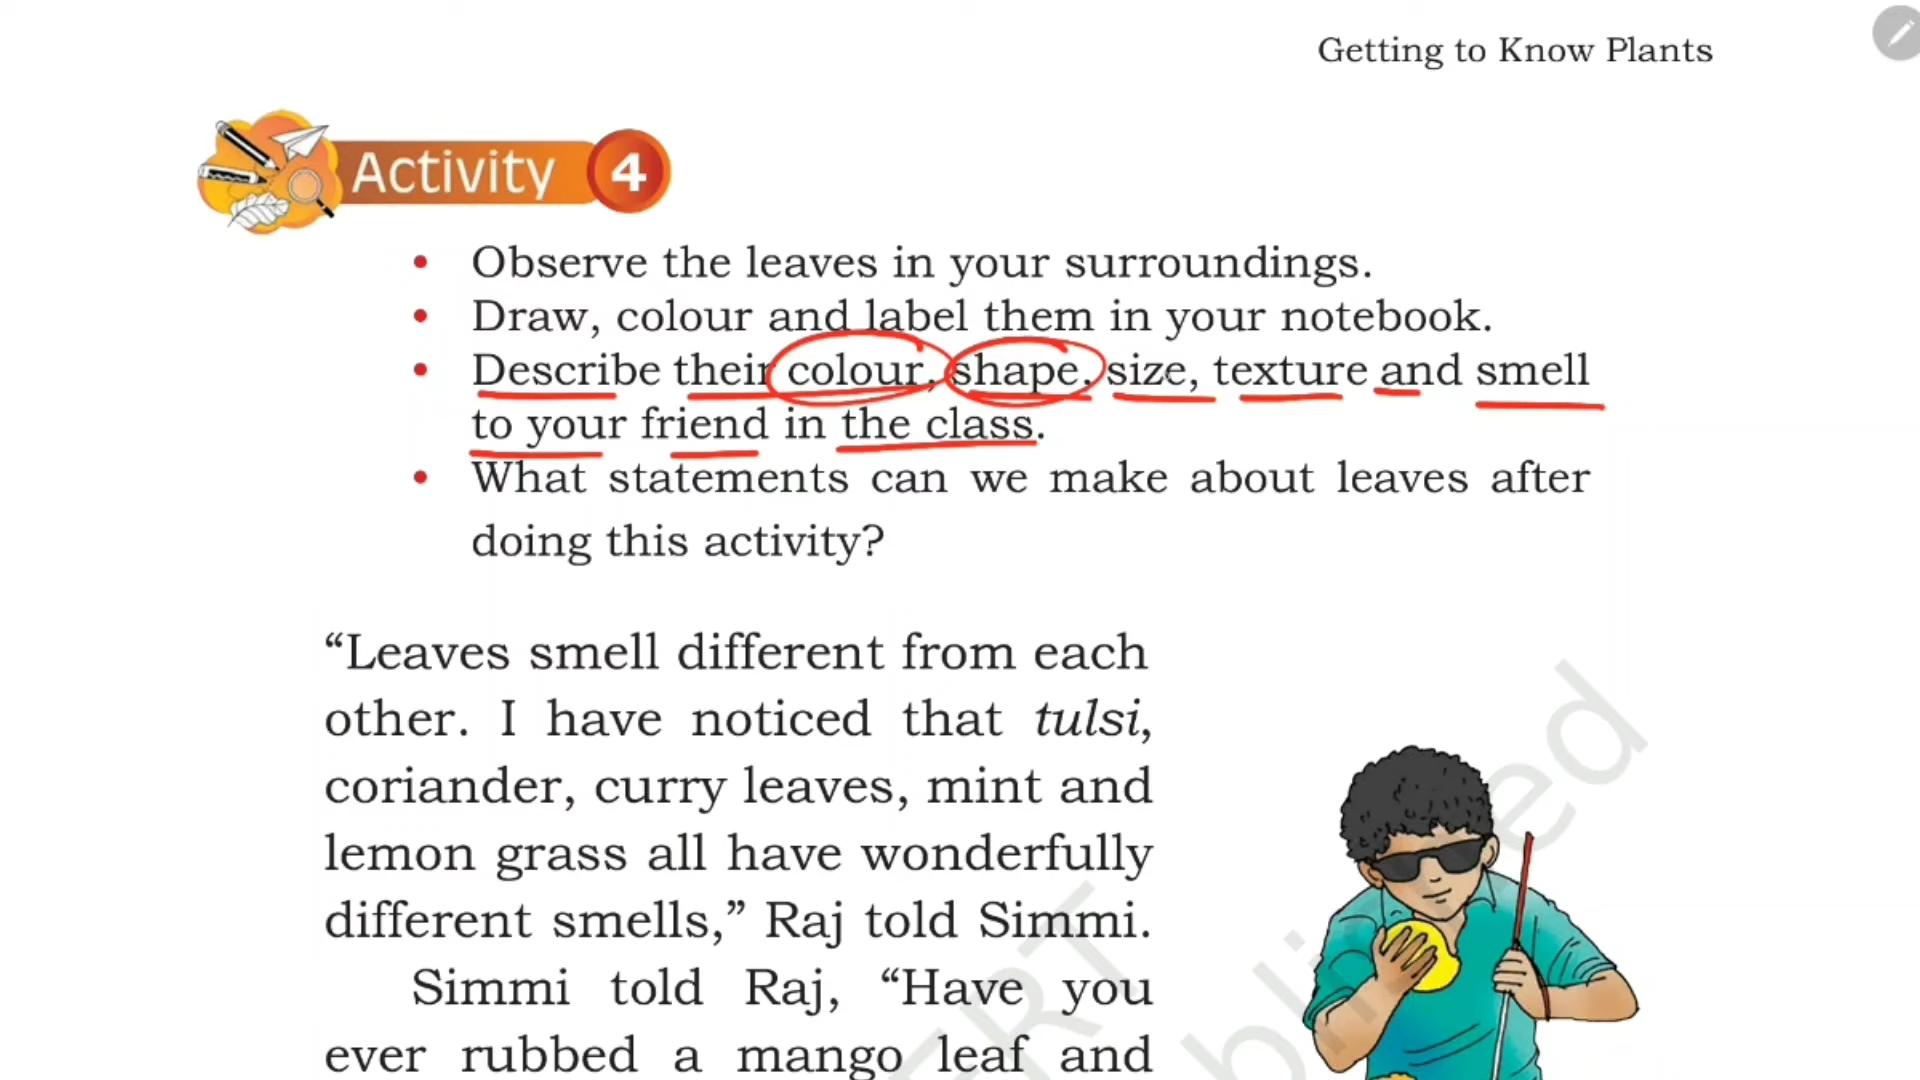 Getting to Know Plants
Activity 4
• Observe the leaves in your surroundings.
• Draw, colour and label them in your notebook.
• Describe their colour, shape, size, texture and smell
to your friend in the class.
• What statements can we make about leaves after
doing this activity?
“Leaves smell different from each
other. I have noticed that tulsi,
coriander, curry leaves, mint and
lemon grass all have wonderfully
different smells,” Raj told Simmi.
Simmi told Raj, “Have you
ever rubbed a mango leaf and